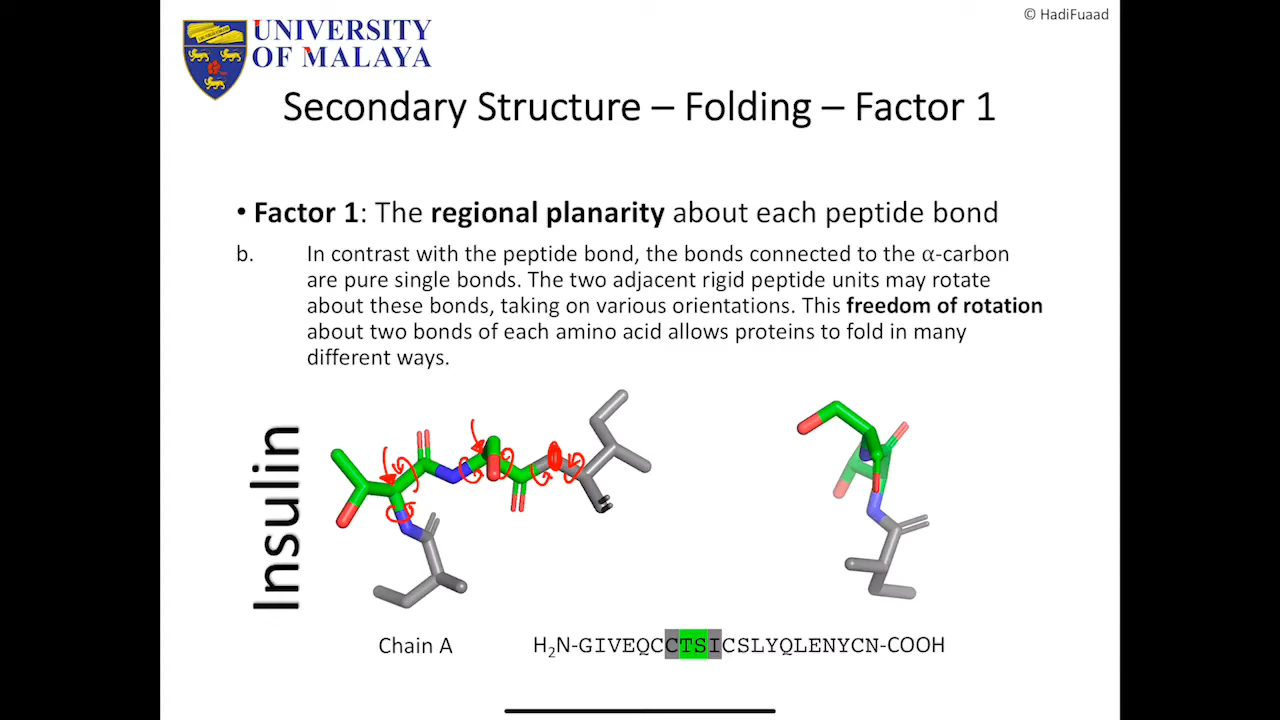 © HadiFuaad
UNIVERSITY
OF MALAYA
Secondary Structure – Folding – Factor 1
• Factor 1: The regional planarity about each peptide bond
b. In contrast with the peptide bond, the bonds connected to the α-carbon
are pure single bonds. The two adjacent rigid peptide units may rotate
about these bonds, taking on various orientations. This freedom of rotation
about two bonds of each amino acid allows proteins to fold in many
different ways.
Insulin
Chain A
H₂N-GIVEQCCTSICSLYQLENYCN-COOH